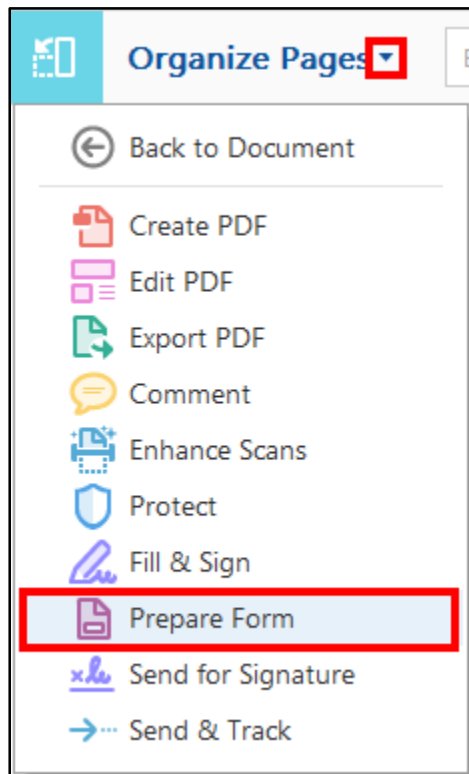 Organize Pages
Back to Document
Create PDF
Edit PDF
Export PDF
Comment
Enhance Scans
Protect
Fill & Sign
Prepare Form
Send for Signature
Send & Track